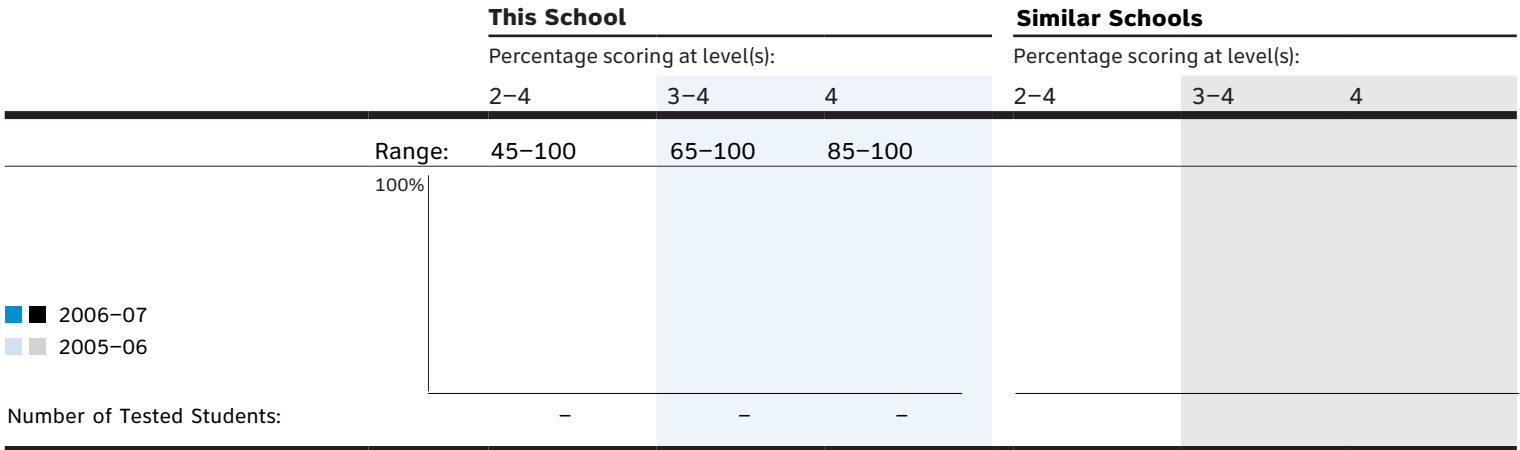 This School Similar Schools
Percentage scoring at level(s): Percentage scoring at level(s):
2–4 3–4 4 2–4 3–4 4
Range: 45–100 65–100 85–100
100%
2006–07
2005–06
Number of Tested Students: – – –